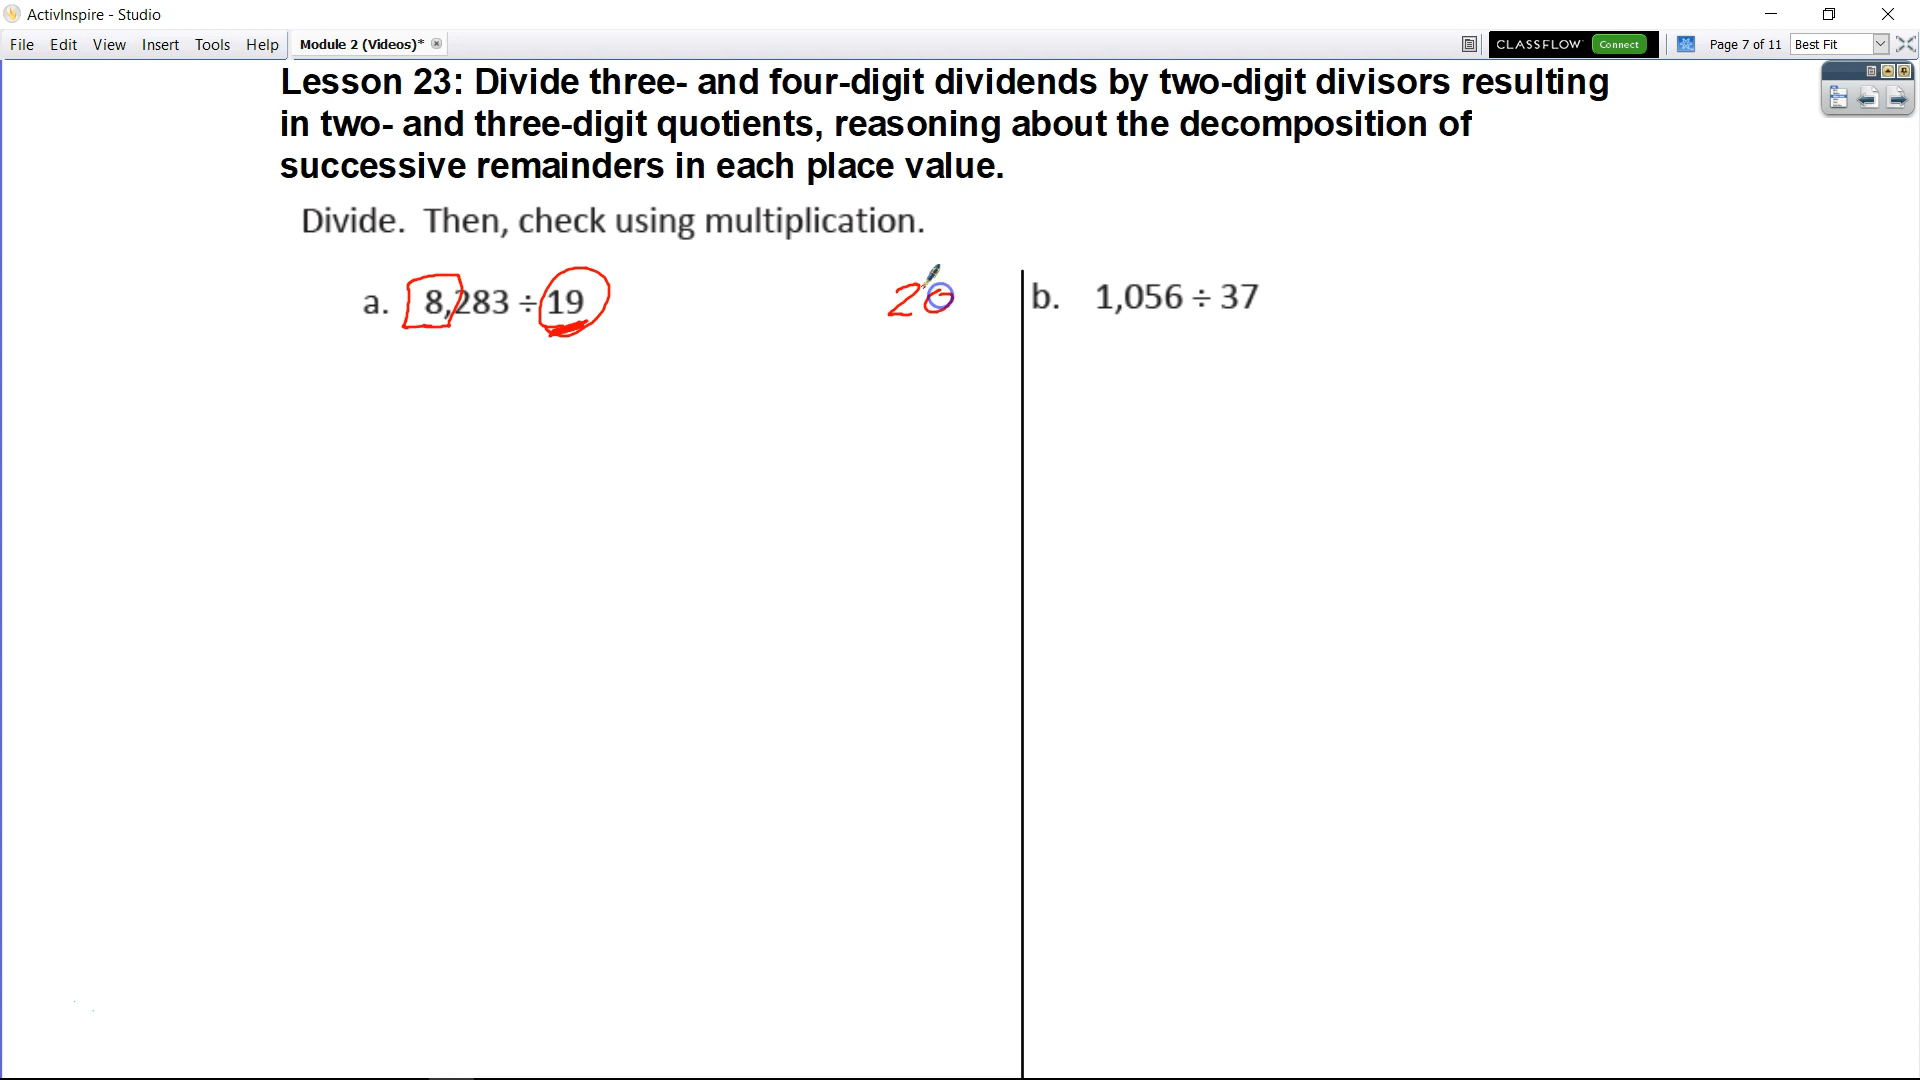 ActivInspire - Studio
File Edit View Insert Tools Help Module 2 (Videos)* CLASSFLOW Connect Page 7 of 11 Best Fit
Lesson 23: Divide three- and four-digit dividends by two-digit divisors resulting
in two- and three-digit quotients, reasoning about the decomposition of
successive remainders in each place value.
Divide. Then, check using multiplication.
a. 8,283 ÷ 19 20 b. 1,056 ÷ 37